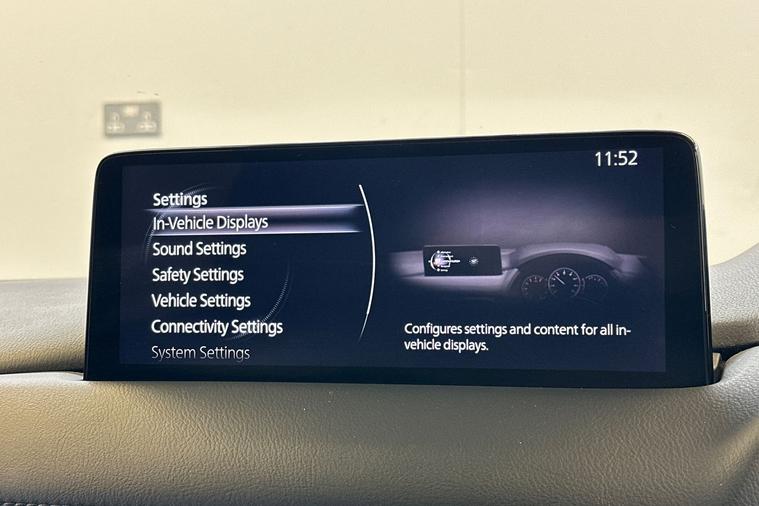 11:52
Settings
In-Vehicle Displays
Sound Settings
Safety Settings
Vehicle Settings
Connectivity Settings
System Settings
Configures settings and content for all in-
vehicle displays.